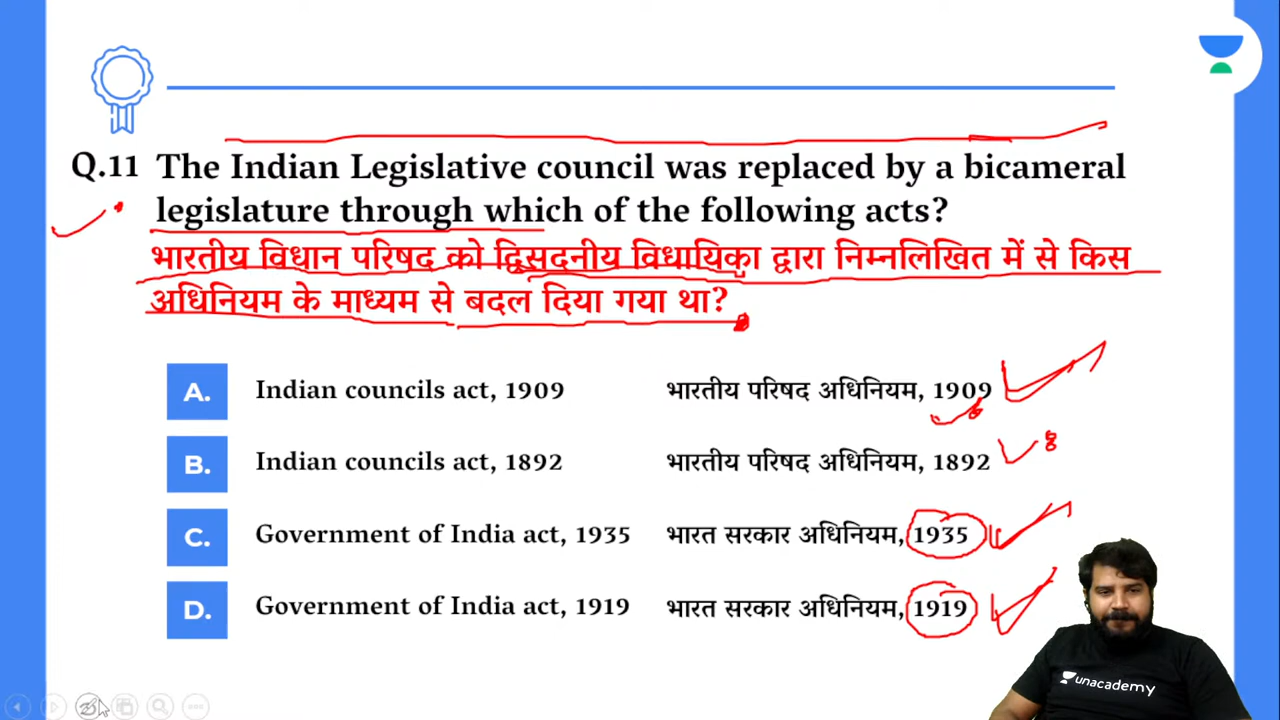 Q.11 The Indian Legislative council was replaced by a bicameral
legislature through which of the following acts?
भारतीय विधान परिषद को द्विसदनीय विधायिका द्वारा निम्नलिखित में से किस
अधिनियम के माध्यम से बदल दिया गया था?
A. Indian councils act, 1909 भारतीय परिषद अधिनियम, 1909
B. Indian councils act, 1892 भारतीय परिषद अधिनियम, 1892
C. Government of India act, 1935 भारत सरकार अधिनियम, 1935
D. Government of India act, 1919 भारत सरकार अधिनियम, 1919
unacademy